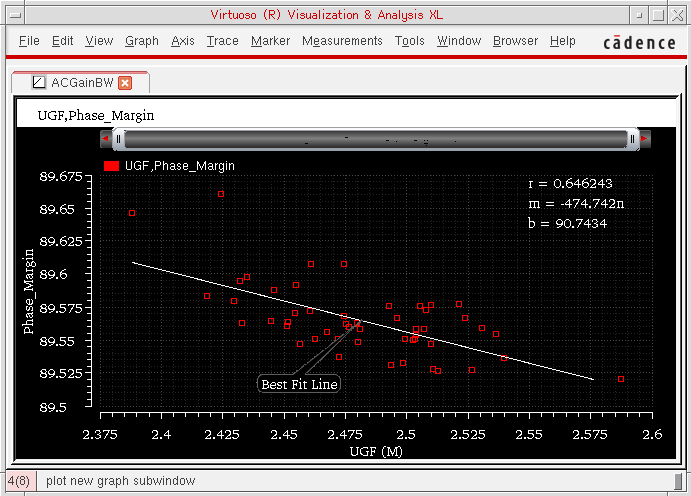 Virtuoso (R) Visualization & Analysis XL
File Edit View Graph Axis Trace Marker Measurements Tools Window Browser Help
cādence
ACGainBW
UGF,Phase_Margin
UGF,Phase_Margin
r = 0.646243
m = -474.742n
b = 90.7434
89.675
89.65
89.625
89.6
89.575
89.55
89.525
89.5
Phase_Margin
Best Fit Line
2.375 2.4 2.425 2.45 2.475 2.5 2.525 2.55 2.575 2.6
UGF (M)
4(8) plot new graph subwindow